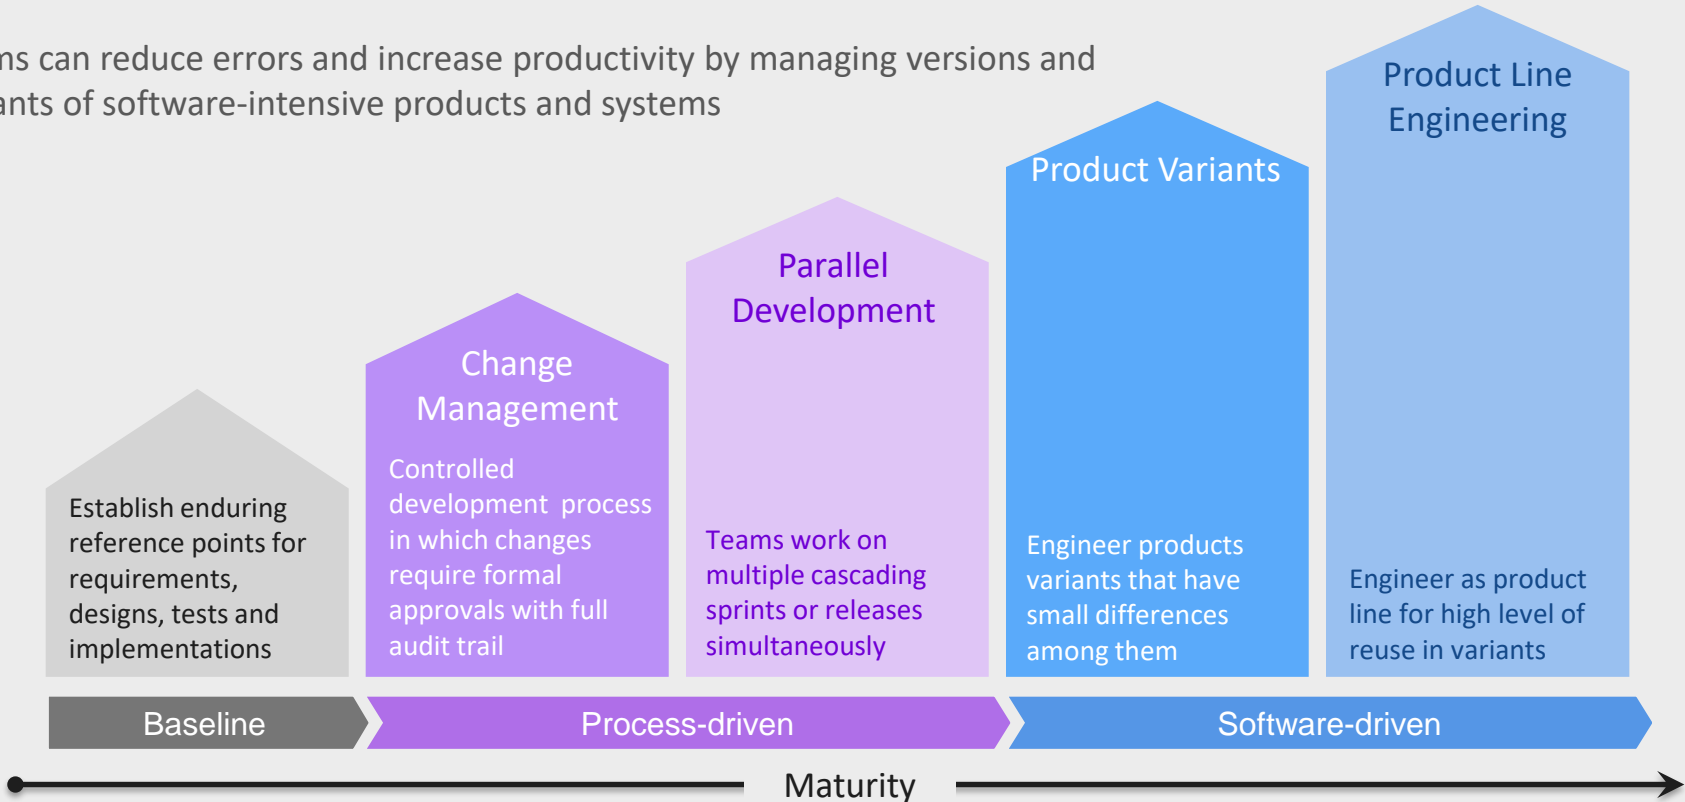 ms can reduce errors and increase productivity by managing versions and
ants of software-intensive products and systems
Product Line
Engineering
Product Variants
Parallel
Development
Change
Management
Establish enduring
reference points for
requirements,
designs, tests and
implementations
Controlled
development process
in which changes
require formal
approvals with full
audit trail
Teams work on
multiple cascading
sprints or releases
simultaneously
Engineer products
variants that have
small differences
among them
Engineer as product
line for high level of
reuse in variants
Baseline
Process-driven
Software-driven
Maturity